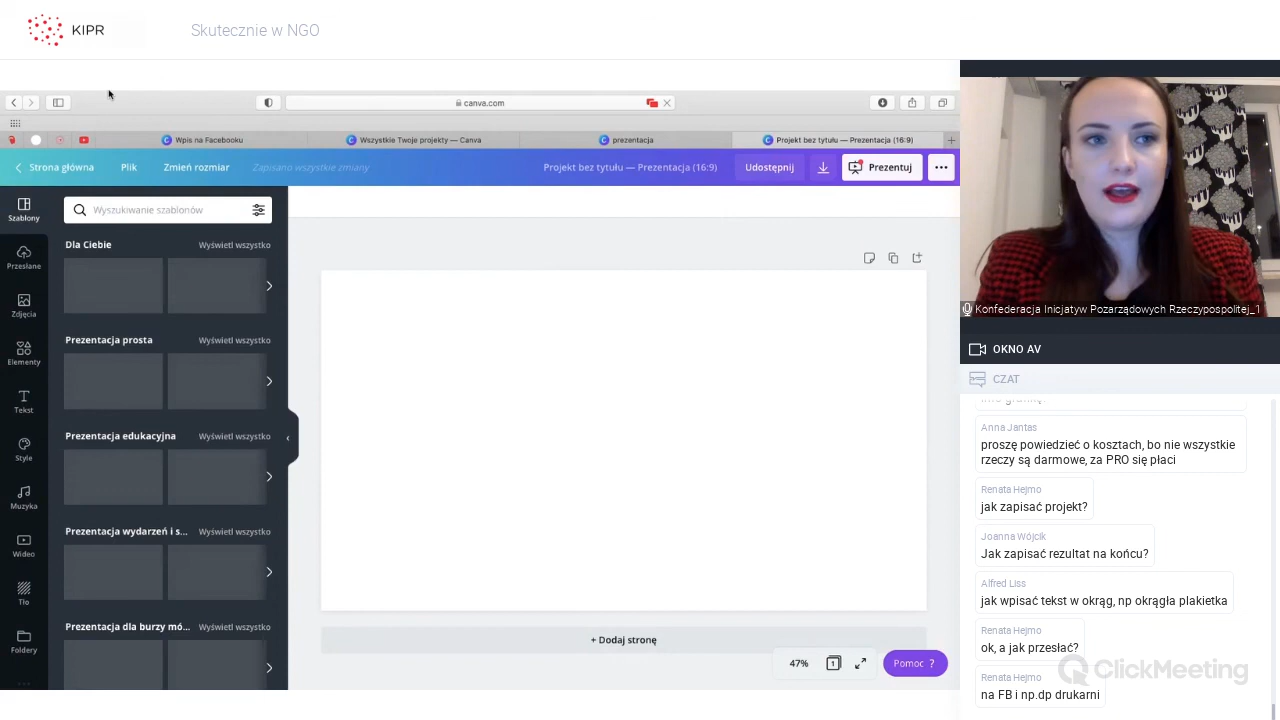 KIPR
Skutecznie w NGO
canva.com
Wpis na Facebooku
Wszystkie Twoje projekty — Canva
prezentacja
Projekt bez tytułu — Prezentacja (16:9)
Strona główna
Plik
Zmień rozmiar
Zapisano wszystkie zmiany
Projekt bez tytułu — Prezentacja (16:9)
Udostępnij
Prezentuj
Szablony
Przesłane
Zdjęcia
Elementy
Tekst
Style
Muzyka
Wideo
Tło
Foldery
Wyszukiwanie szablonów
Dla Ciebie
Wyświetl wszystko
Prezentacja prosta
Wyświetl wszystko
Prezentacja edukacyjna
Wyświetl wszystko
Prezentacja wydarzeń i s...
Wyświetl wszystko
Prezentacja dla burzy mó...
Wyświetl wszystko
+ Dodaj stronę
47%
1
Pomoc ?
Konfederacja Inicjatyw Pozarządowych Rzeczypospolitej_1
OKNO AV
CZAT
Anna Jantas
proszę powiedzieć o kosztach, bo nie wszystkie
rzeczy są darmowe, za PRO się płaci
Renata Hejmo
jak zapisać projekt?
Joanna Wójcik
Jak zapisać rezultat na końcu?
Alfred Liss
jak wpisać tekst w okrąg, np okrągła plakietka
Renata Hejmo
ok, a jak przesłać?
Renata Hejmo
na FB i np.dp drukarni
ClickMeeting